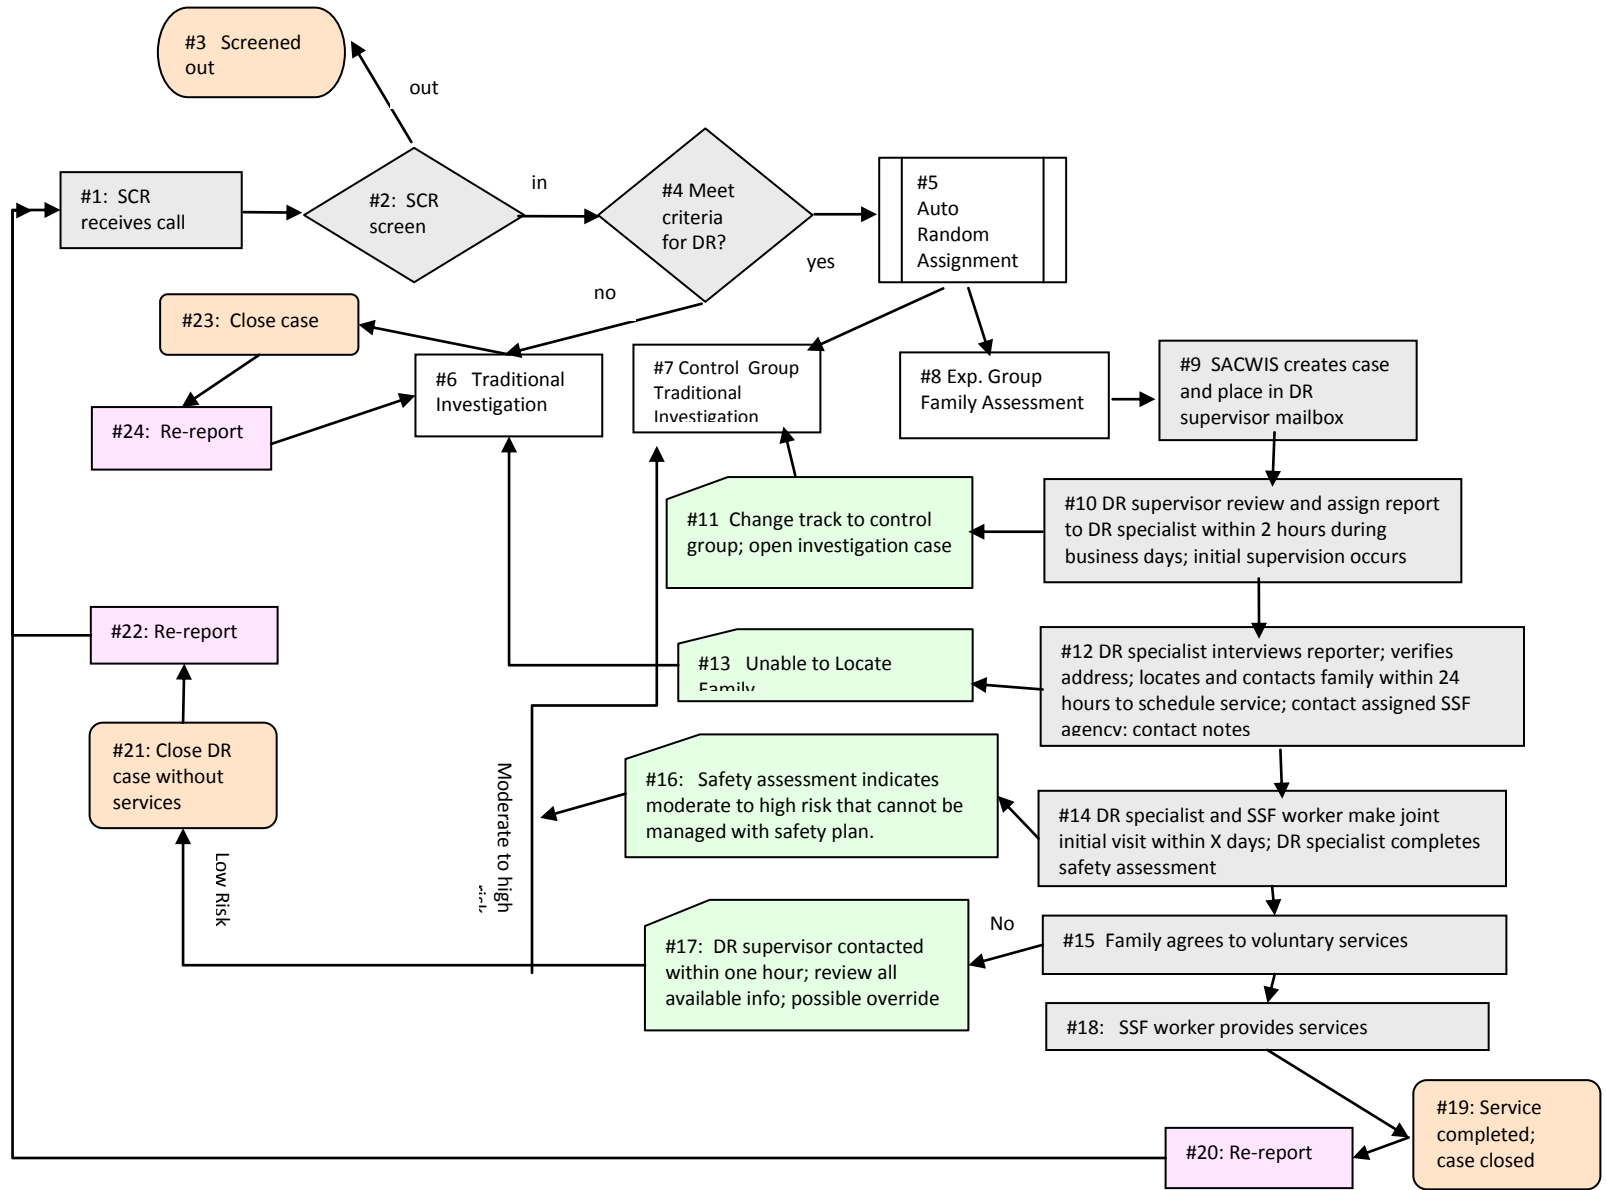 #3 Screened
out
out
#1: SCR
receives call
#2: SCR
screen
in
#4 Meet
criteria
for DR?
yes
no
#5
Auto
Random
Assignment
#23: Close case
#6 Traditional
Investigation
#7 Control Group
Traditional
Investigation
#8 Exp. Group
Family Assessment
#9 SACWIS creates case
and place in DR
supervisor mailbox
#24: Re-report
#11 Change track to control
group; open investigation case
#10 DR supervisor review and assign report
to DR specialist within 2 hours during
business days; initial supervision occurs
#22: Re-report
#13 Unable to Locate
Family
#12 DR specialist interviews reporter; verifies
address; locates and contacts family within 24
hours to schedule service; contact assigned SSF
agency; contact notes
#21: Close DR
case without
services
Moderate to high
risk
#16: Safety assessment indicates
moderate to high risk that cannot be
managed with safety plan.
#14 DR specialist and SSF worker make joint
initial visit within X days; DR specialist completes
safety assessment
Low Risk
#17: DR supervisor contacted
within one hour; review all
available info; possible override
No
#15 Family agrees to voluntary services
#18: SSF worker provides services
#19: Service
completed;
case closed
#20: Re-report